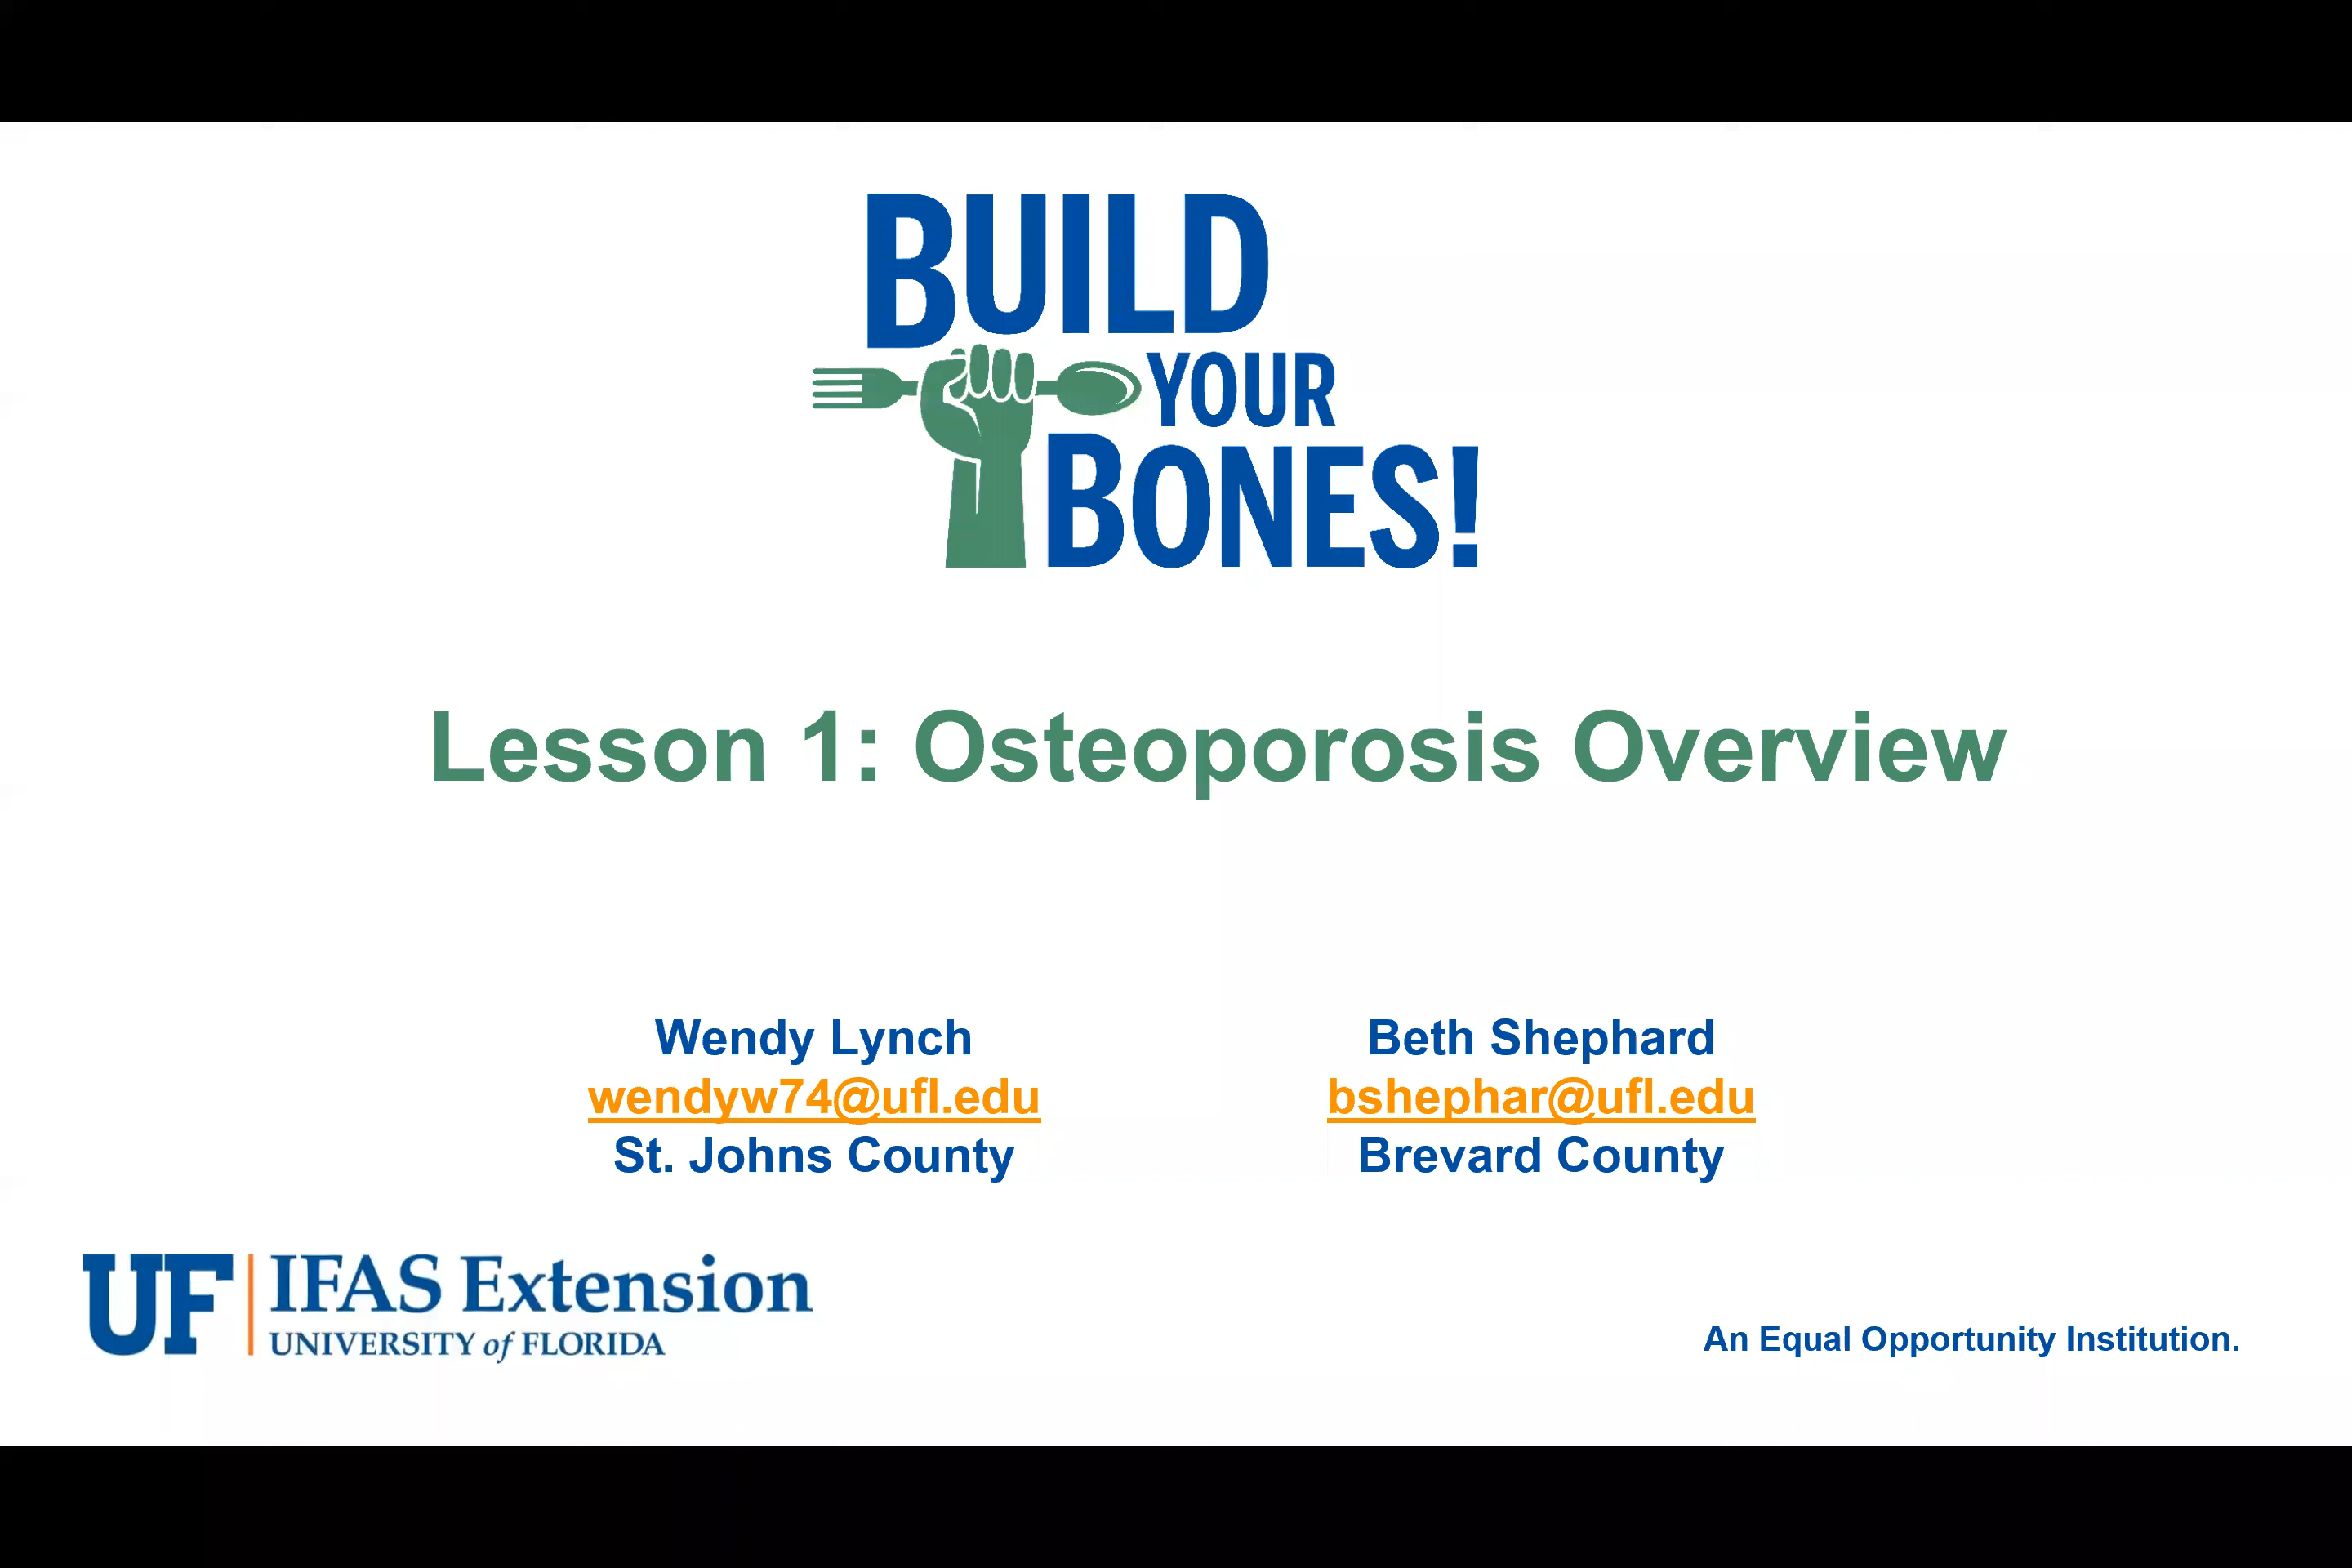 BUILD
YOUR
BONES!
Lesson 1: Osteoporosis Overview
Wendy Lynch
wendyw74@ufl.edu
St. Johns County
Beth Shephard
bshephar@ufl.edu
Brevard County
UF IFAS Extension
UNIVERSITY of FLORIDA
An Equal Opportunity Institution.